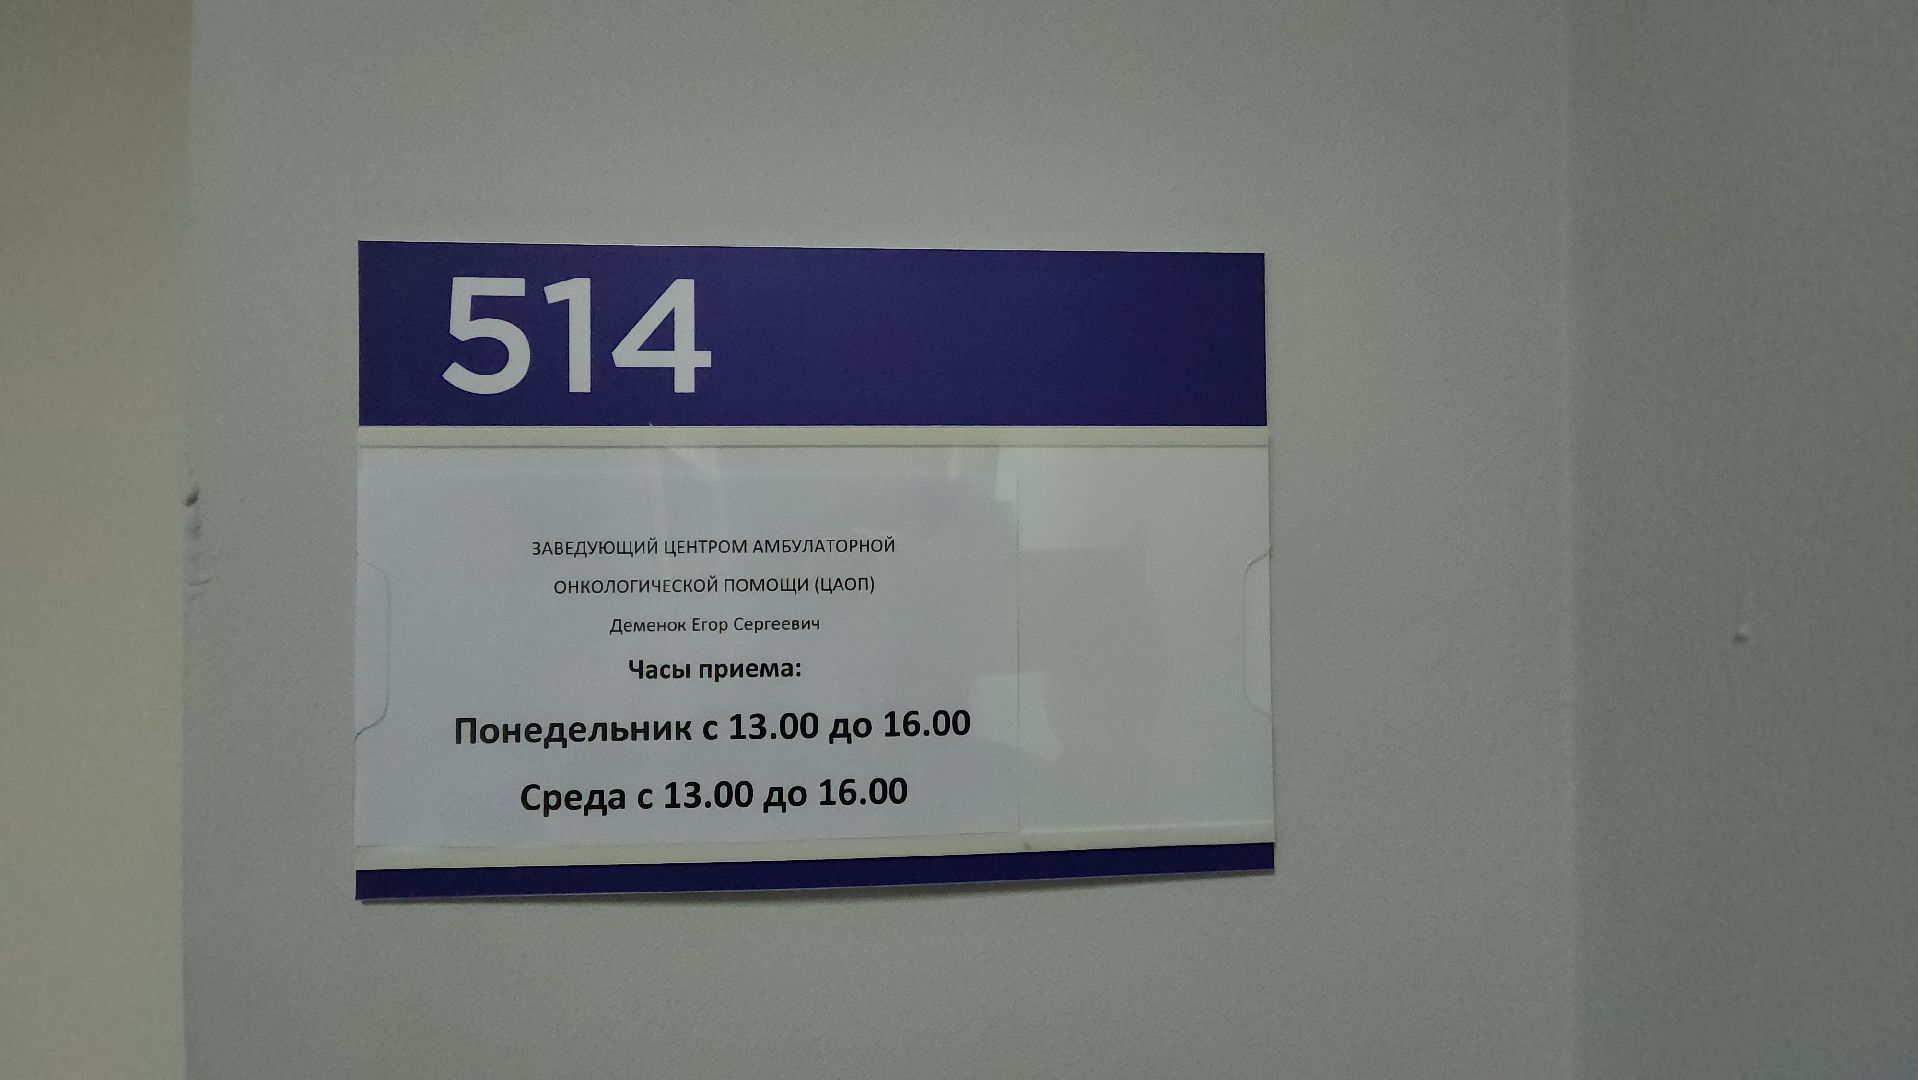 514
ЗАВЕДУЮЩИЙ ЦЕНТРОМ АМБУЛАТОРНОЙ
ОНКОЛОГИЧЕСКОЙ ПОМОЩИ (ЦАОП)
Деменок Егор Сергеевич
Часы приема:
Понедельник с 13.00 до 16.00
Среда с 13.00 до 16.00